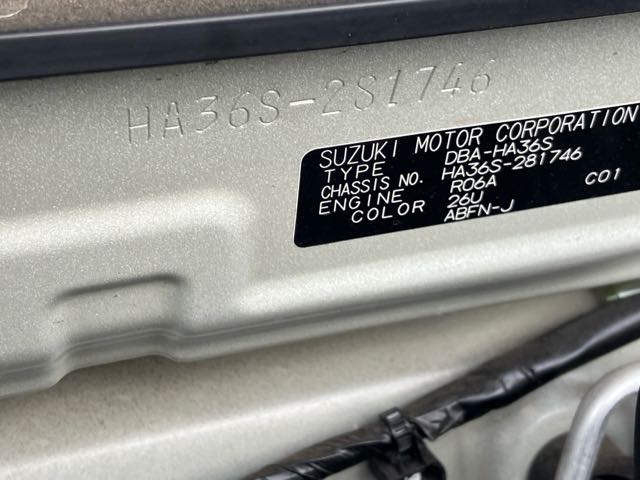 HA36S-281746
SUZUKI MOTOR CORPORATION
TYPE DBA-HA36S
CHASSIS NO. HA36S-281746
ENGINE R06A C01
COLOR 26U
ABFN-J